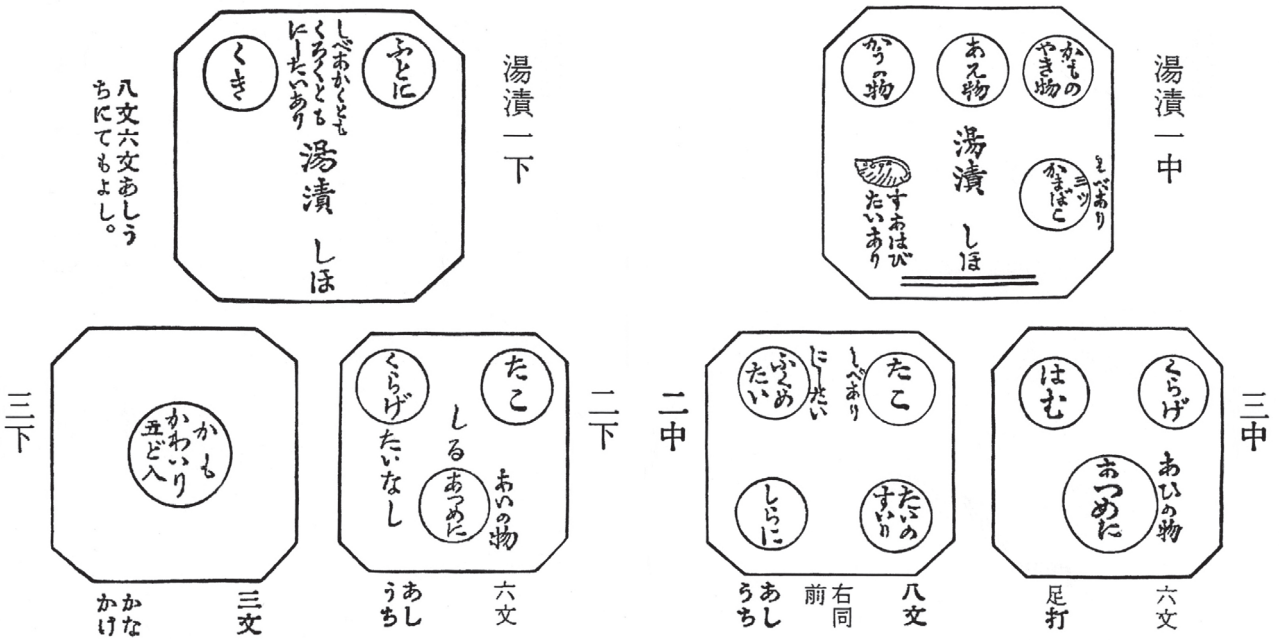 湯漬一中
かもの
やき物
あえ物
かうの物
しべあり
三ツ
かまぼこ
湯漬
しほ
すあはび
たいあり
湯漬一下
ふとに
しべあかくとも
くろくとも
にしたいあり
くき
湯漬
しほ
八文六文あしう
ちにてもよし。
三中
くらげ
はむ
あひの物
あつめに
六文
足打
二中
たこ
しべあり
にしたい
ふくめ
たい
たいの
すいり
しらに
八文
右同
前
あし
うち
二下
たこ
くらげ
たいなし
しる
あつめに
あいの物
六文
あし
うち
三下
かも
かわいり
五ど入
三文
かな
かけ